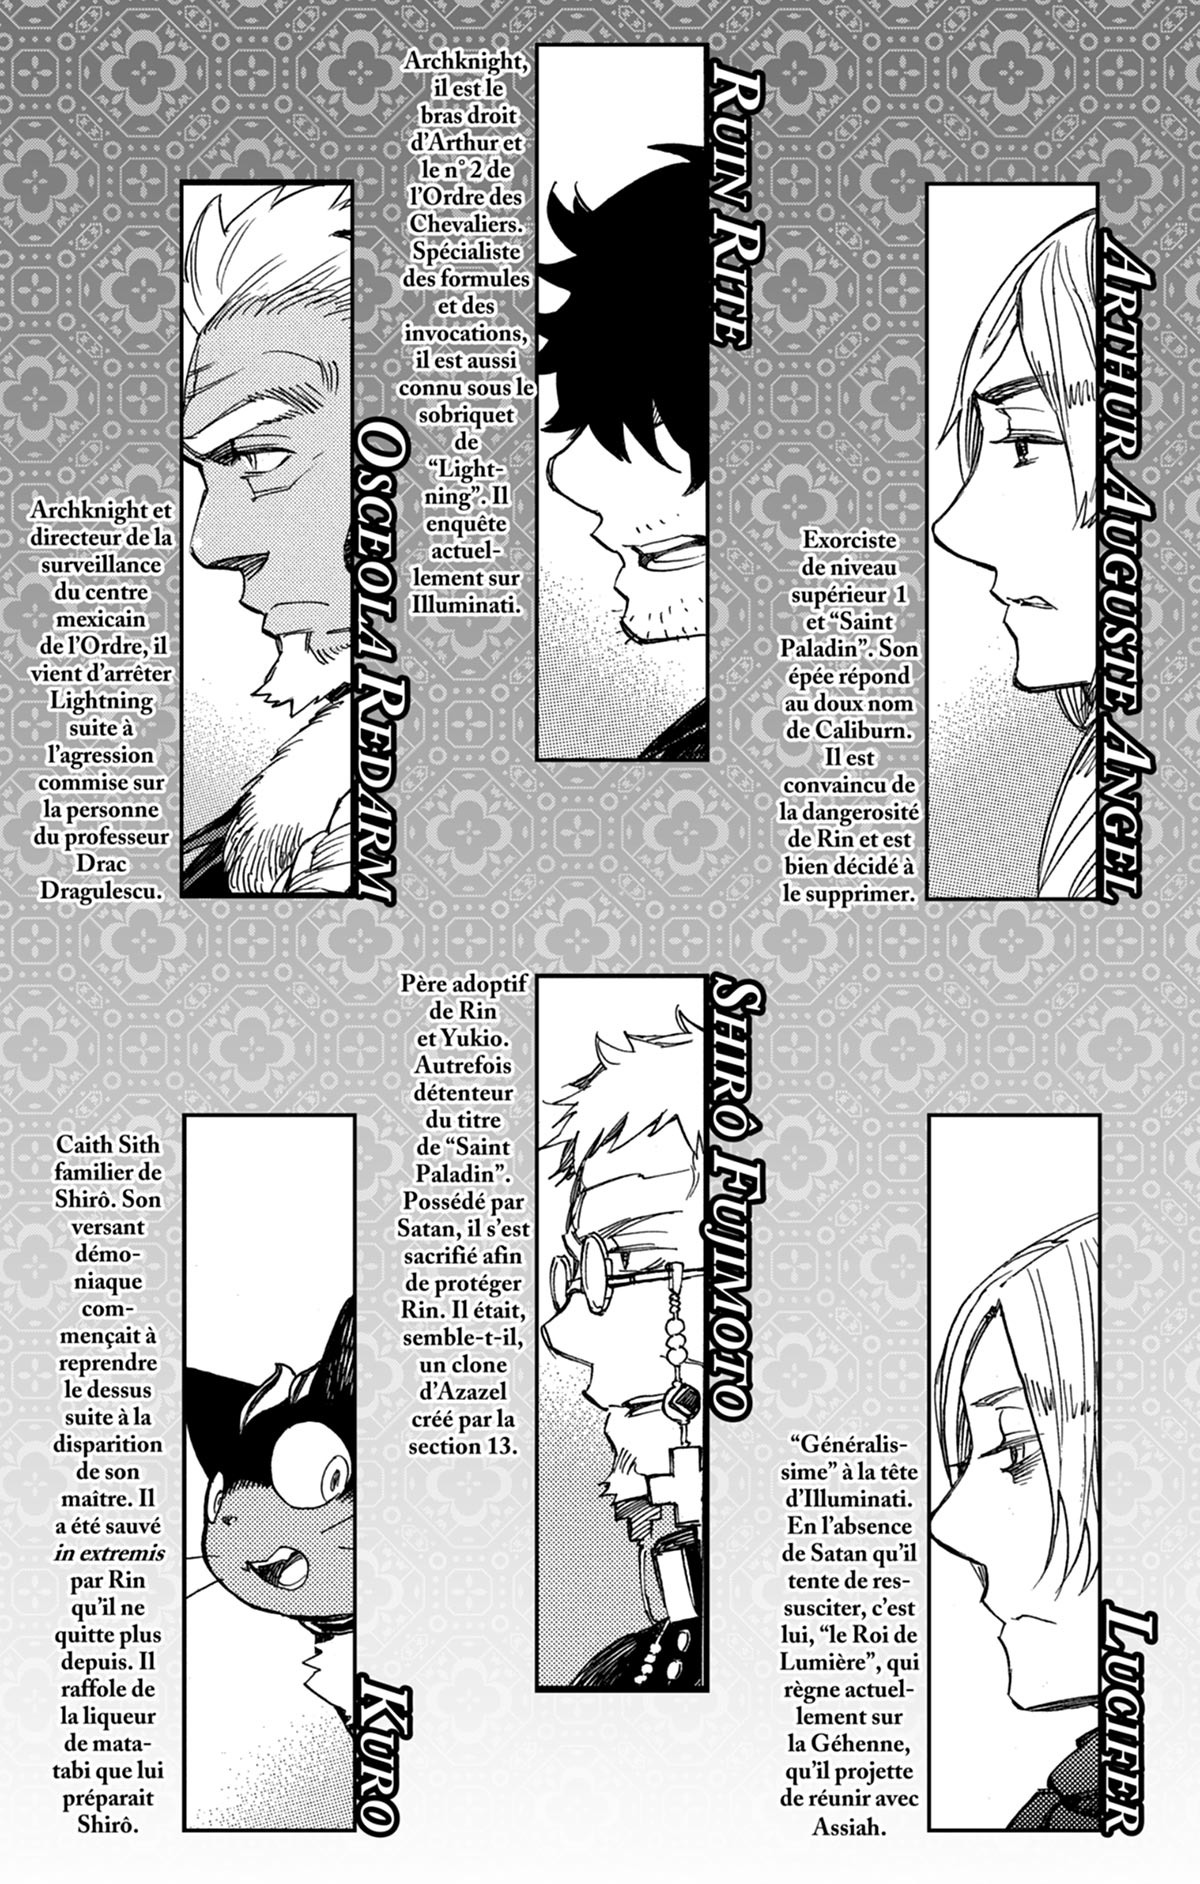 Arthur Auguste Angel
Exorciste
de niveau
supérieur 1
et “Saint
Paladin”. Son
épée répond
au doux nom
de Caliburn.
Il est
convaincu de
la dangerosité
de Rin et est
bien décidé à
le supprimer.
Ruin Rite
Archknight,
il est le
bras droit
d’Arthur et
le n° 2 de
l’Ordre des
Chevaliers.
Spécialiste
des formules
et des
invocations,
il est aussi
connu sous le
sobriquet
de
“Light-
ning”. Il
enquête
actuel-
lement sur
Illuminati.
Osceola Redarm
Archknight et
directeur de la
surveillance
du centre
mexicain
de l’Ordre, il
vient d’arrêter
Lightning
suite à
l’agression
commise sur
la personne
du professeur
Drac
Dragulescu.
Lucifer
“Généralis-
sime” à la tête
d’Illuminati.
En l’absence
de Satan qu’il
tente de res-
susciter, c’est
lui, “le Roi de
Lumière”, qui
règne actuel-
lement sur
la Géhenne,
qu’il projette
de réunir avec
Assiah.
Shirô Fujimoto
Père adoptif
de Rin
et Yukio.
Autrefois
détenteur
du titre
de “Saint
Paladin”.
Possédé par
Satan, il s’est
sacrifié afin
de protéger
Rin. Il était,
semble-t-il,
un clone
d’Azazel
créé par la
section 13.
Kuro
Caith Sith
familier de
Shirô. Son
versant
démo-
niaque
com-
mençait à
reprendre
le dessus
suite à la
disparition
de son
maître. Il
a été sauvé
in extremis
par Rin
qu’il ne
quitte plus
depuis. Il
raffole de
la liqueur
de mata-
tabi que lui
préparait
Shirô.